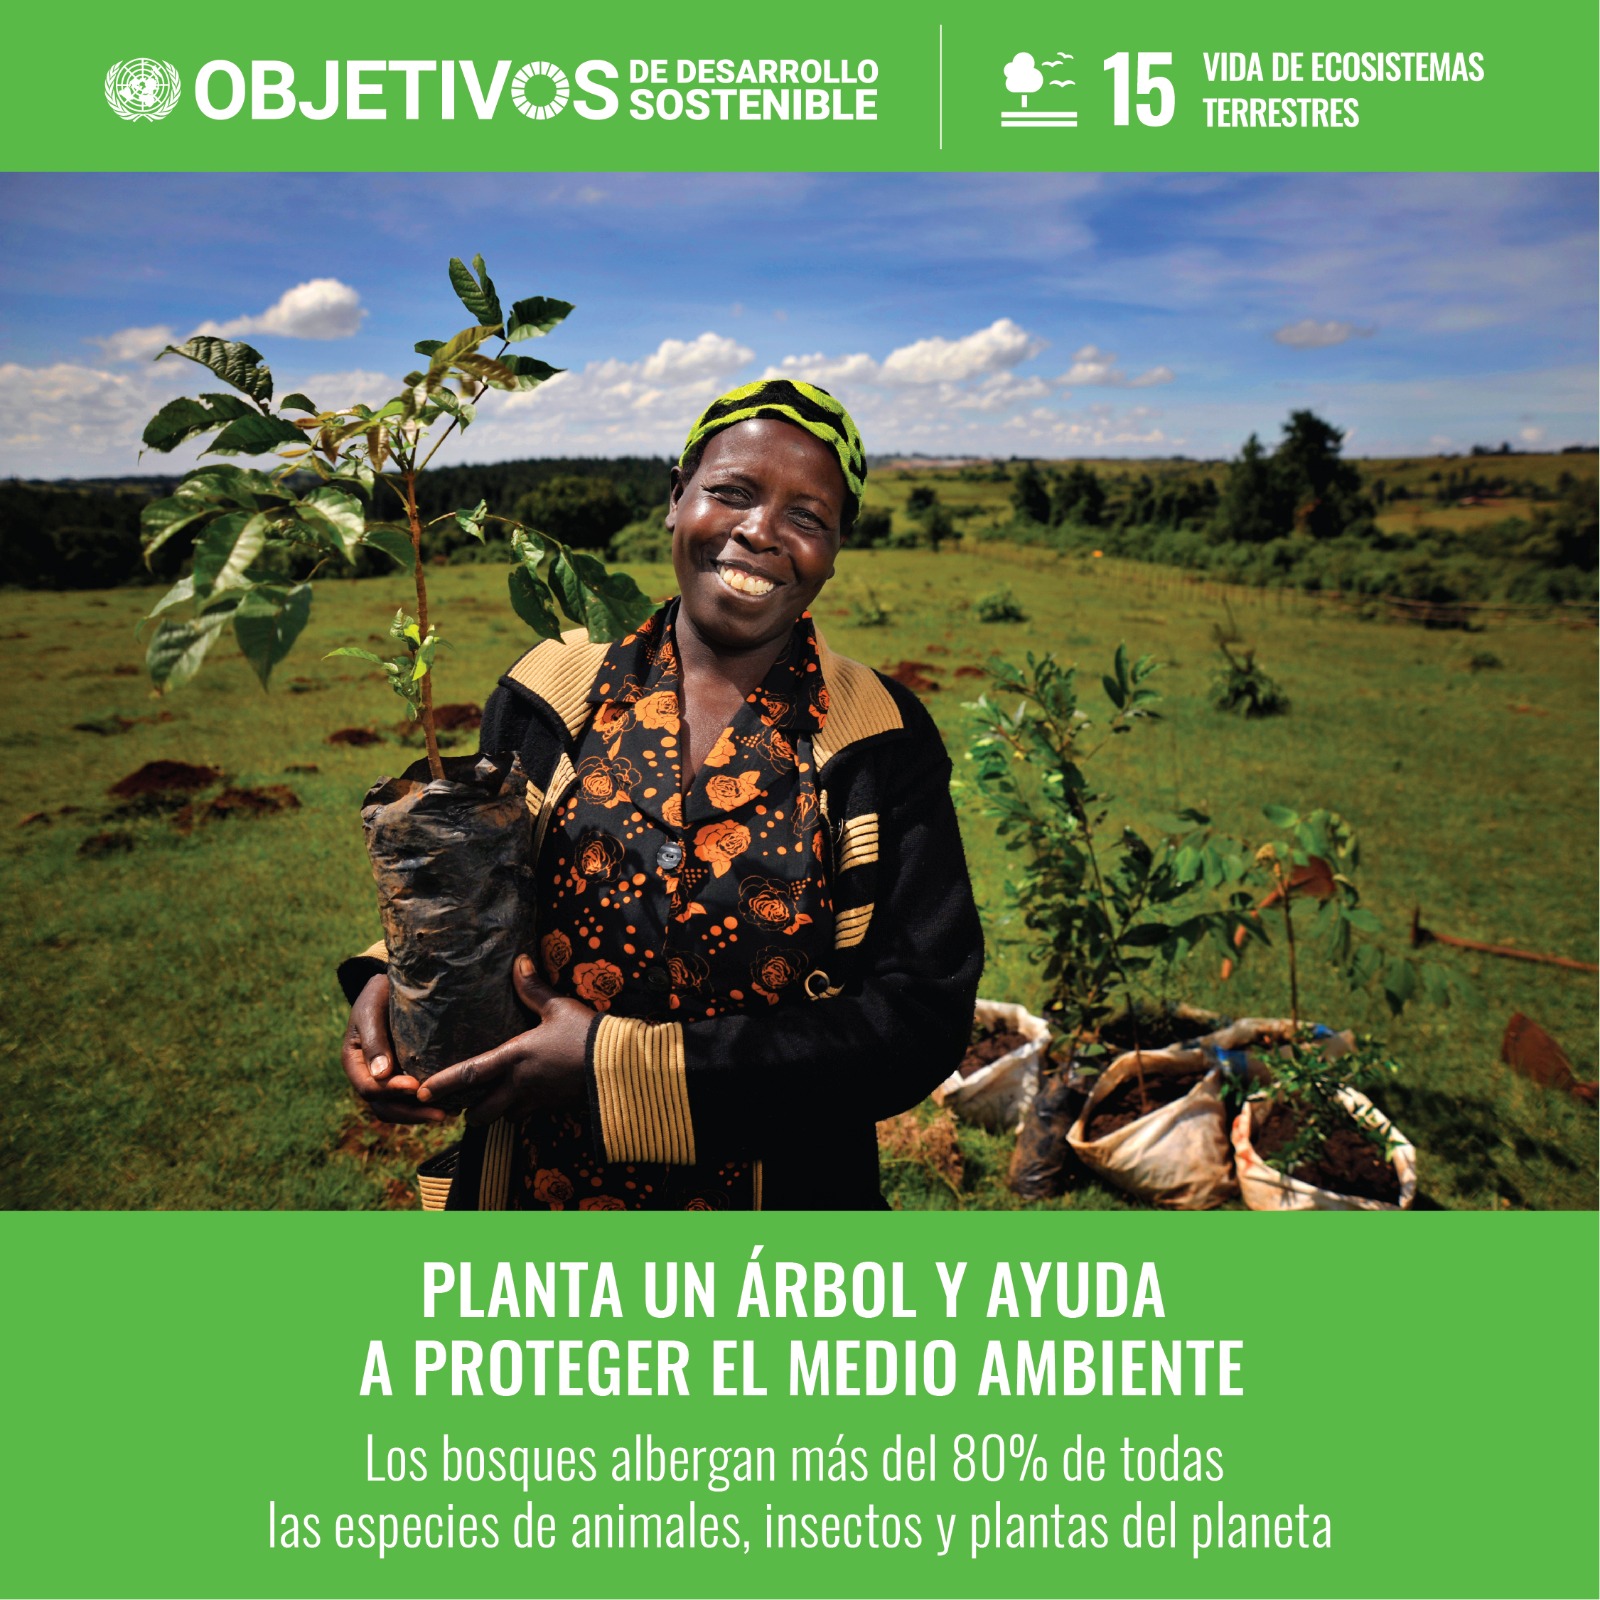 OBJETIVOS DE DESARROLLO
SOSTENIBLE
15 VIDA DE ECOSISTEMAS
TERRESTRES
PLANTA UN ÁRBOL Y AYUDA
A PROTEGER EL MEDIO AMBIENTE
Los bosques albergan más del 80% de todas
las especies de animales, insectos y plantas del planeta